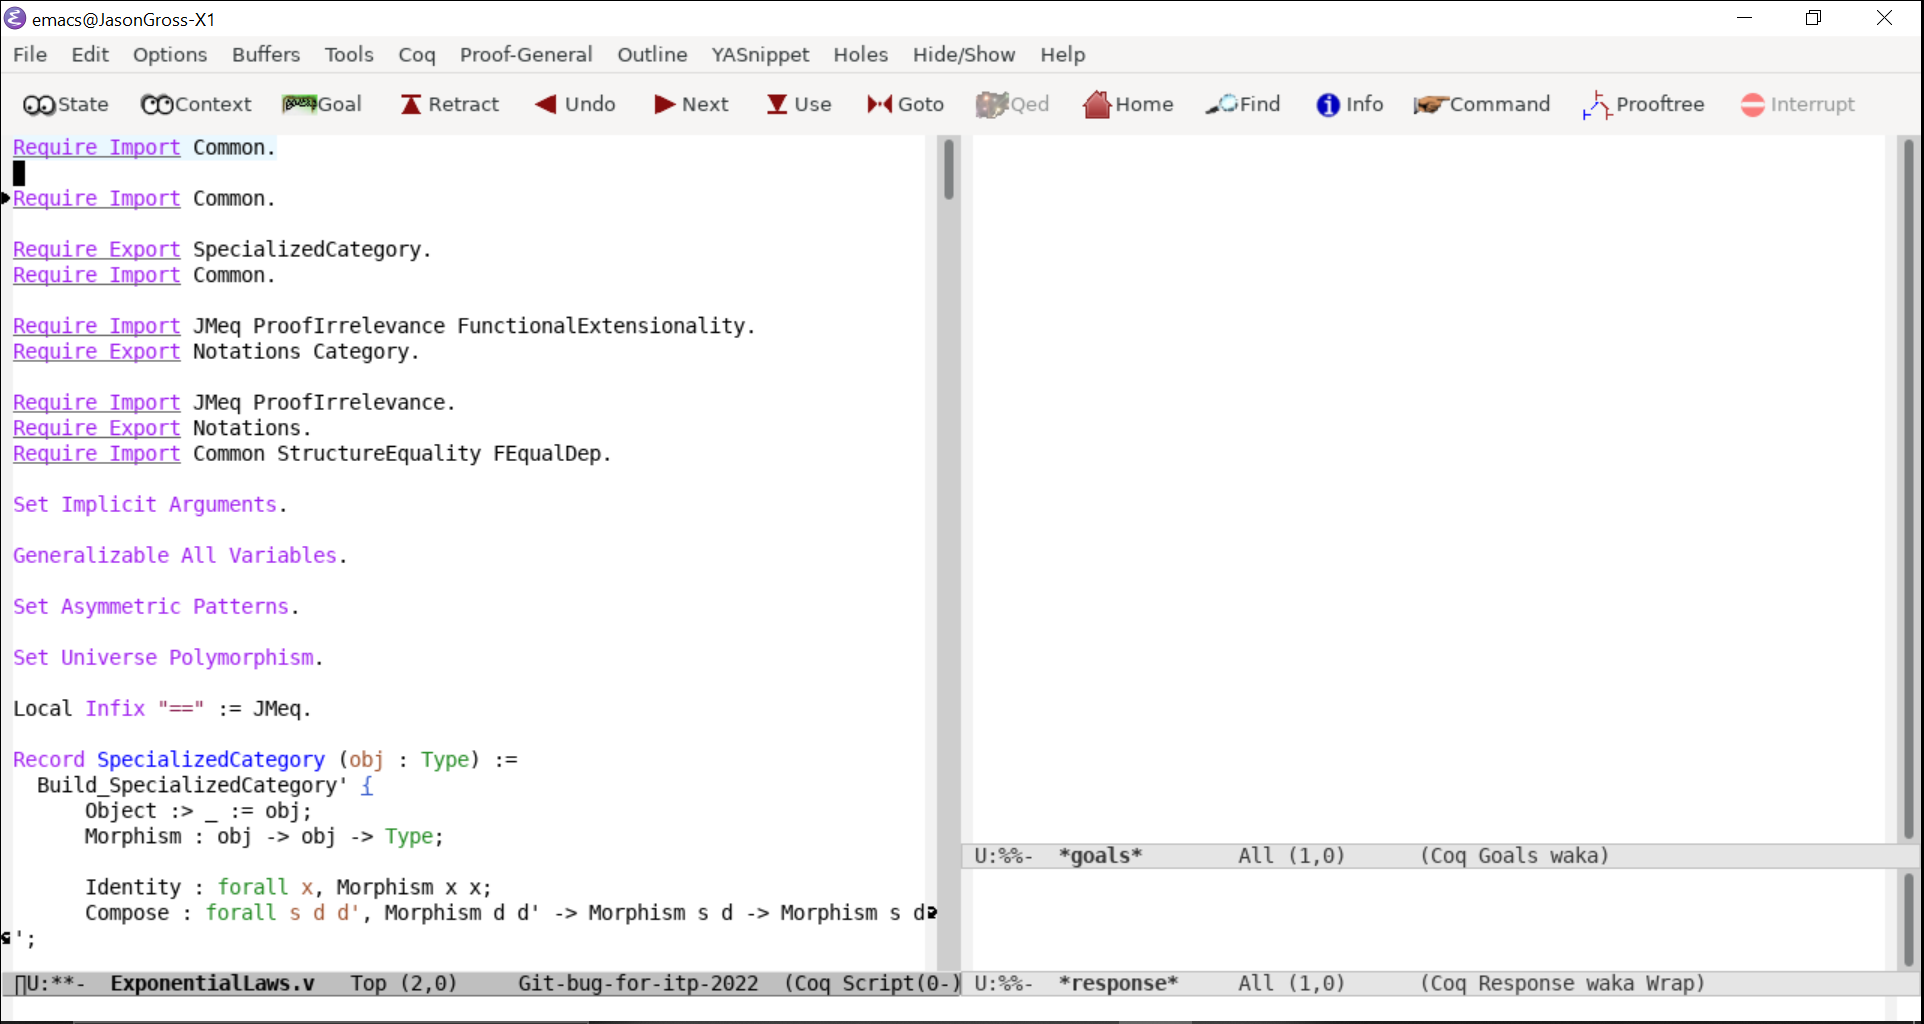 emacs@JasonGross-X1
File Edit Options Buffers Tools Coq Proof-General Outline YASnippet Holes Hide/Show Help
State Context Goal Retract Undo Next Use Goto Qed Home Find Info Command Prooftree Interrupt
Require Import Common.
Require Import Common.
Require Export SpecializedCategory.
Require Import Common.
Require Import JMeq ProofIrrelevance FunctionalExtensionality.
Require Export Notations Category.
Require Import JMeq ProofIrrelevance.
Require Export Notations.
Require Import Common StructureEquality FEqualDep.
Set Implicit Arguments.
Generalizable All Variables.
Set Asymmetric Patterns.
Set Universe Polymorphism.
Local Infix "==" := JMeq.
Record SpecializedCategory (obj : Type) :=
Build_SpecializedCategory' {
Object :> _ := obj;
Morphism : obj -> obj -> Type;
Identity : forall x, Morphism x x;
Compose : forall s d d', Morphism d d' -> Morphism s d -> Morphism s d
';
U:**- ExponentialLaws.v Top (2,0) Git-bug-for-itp-2022 (Coq Script(0-)
U:%%- *goals* All (1,0) (Coq Goals waka)
U:%%- *response* All (1,0) (Coq Response waka Wrap)